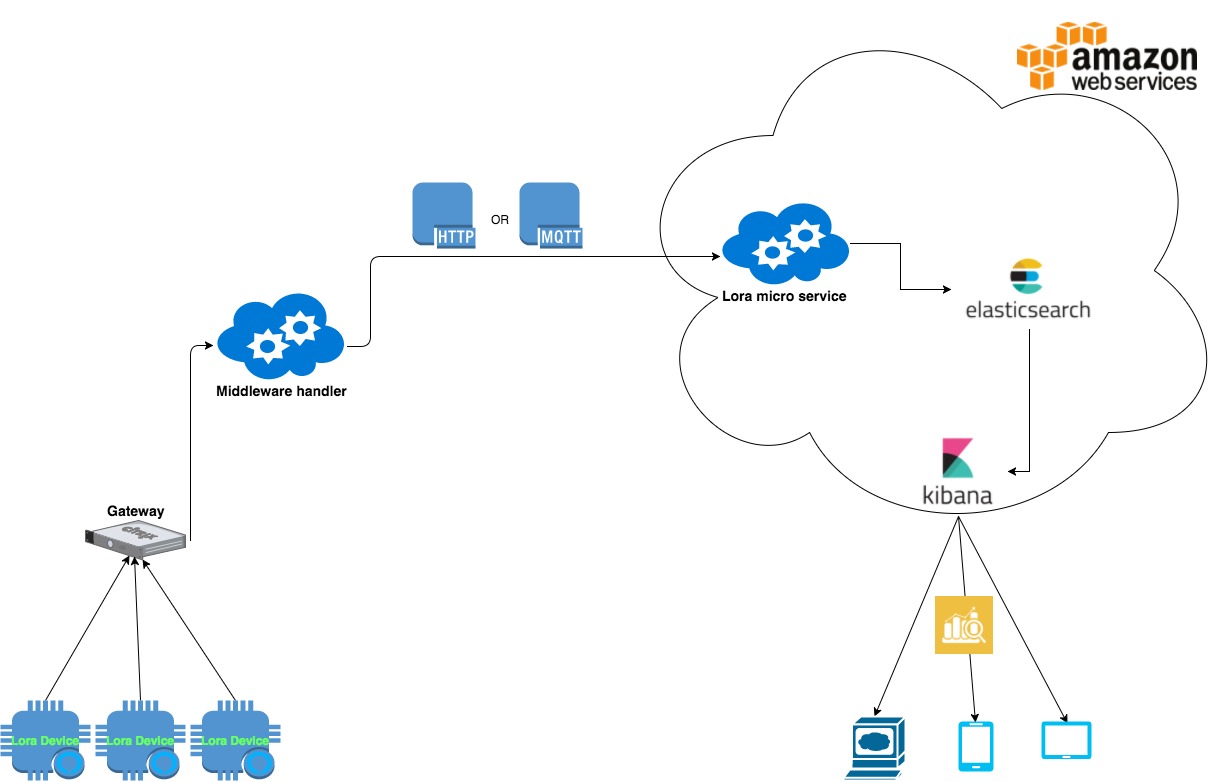 amazon
web services
HTTP
OR
MQTT
Lora micro service
elasticsearch
Middleware handler
kibana
Gateway
citrix
Lora Device
Lora Device
Lora Device